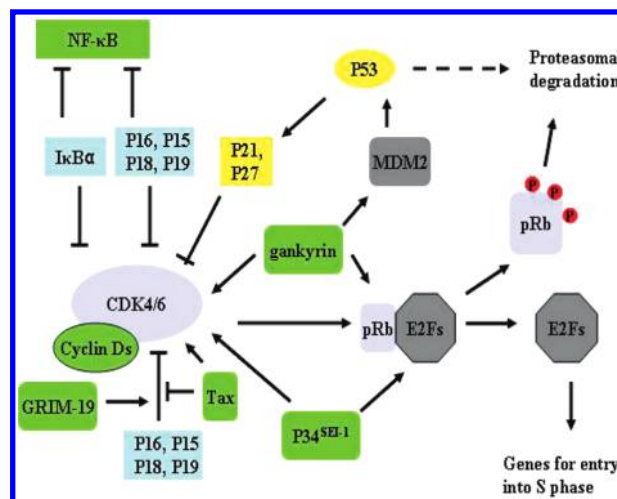 NF-κB
P53
Proteasomal
degradation
IκBα
P16, P15
P18, P19
P21,
P27
MDM2
P
P
P
pRb
gankyrin
CDK4/6
Cyclin Ds
pRb
E2Fs
E2Fs
GRIM-19
Tax
P34SEI-1
P16, P15
P18, P19
Genes for entry
into S phase